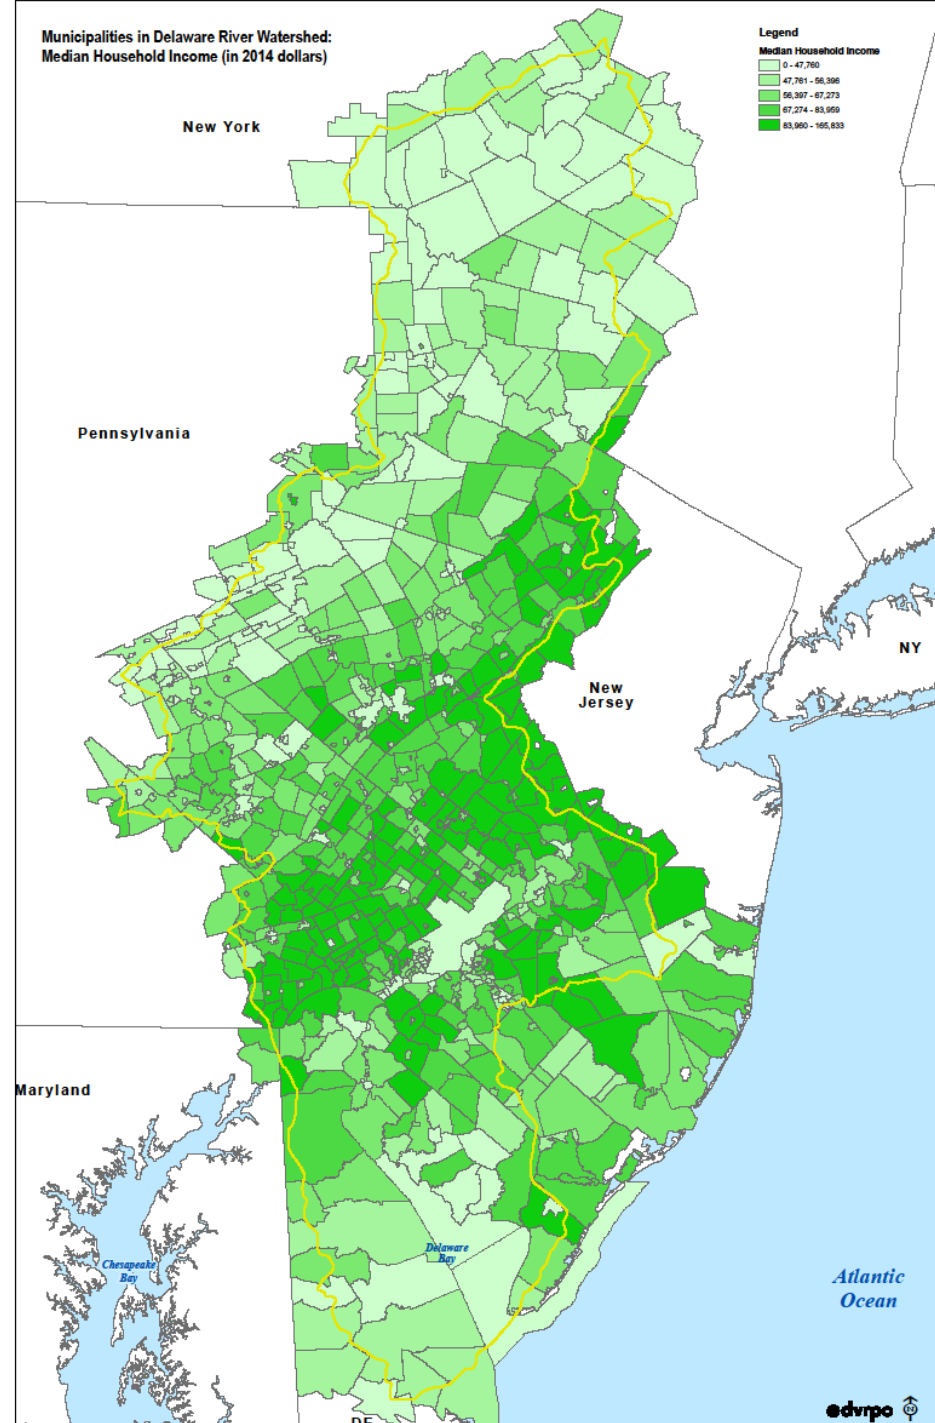 Municipalities in Delaware River Watershed:
Median Household Income (in 2014 dollars)
Legend
Median Household Income
0 - 47,760
47,761 - 56,396
56,397 - 67,273
67,274 - 83,959
83,960 - 165,833
New York
Pennsylvania
NY
New
Jersey
Maryland
Delaware
Bay
Chesapeake
Bay
Atlantic
Ocean
DE
dvrpc
N